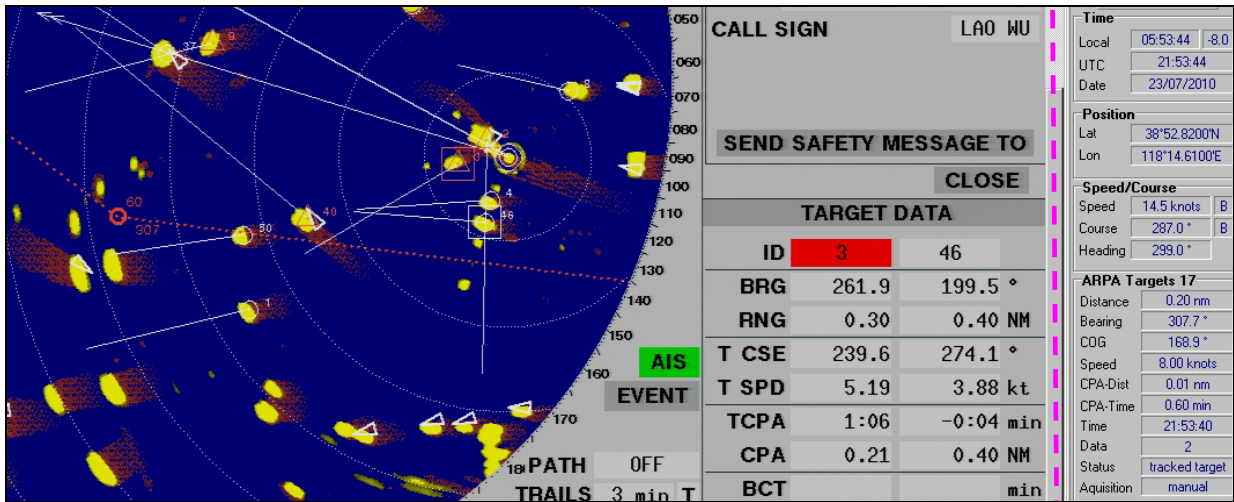 050
060
070
080
090
100
110
120
130
140
150
160
170
37
9
8
2
3
4
46
60
307
40
50
1
AIS
EVENT
PATH OFF
TRAILS 3 min T
CALL SIGN LAO WU
SEND SAFETY MESSAGE TO
CLOSE
TARGET DATA
ID 3 46
BRG 261.9 199.5 °
RNG 0.30 0.40 NM
T CSE 239.6 274.1 °
T SPD 5.19 3.88 kt
TCPA 1:06 -0:04 min
CPA 0.21 0.40 NM
BCT min
Time
Local 05:53:44 -8.0
UTC 21:53:44
Date 23/07/2010
Position
Lat 38°52.8200'N
Lon 118°14.6100'E
Speed/Course
Speed 14.5 knots B
Course 287.0 ° B
Heading 299.0 °
ARPA Targets 17
Distance 0.20 nm
Bearing 307.7 °
COG 168.9 °
Speed 8.00 knots
CPA-Dist 0.01 nm
CPA-Time 0.60 min
Time 21:53:40
Data 2
Status tracked target
Aquisition manual